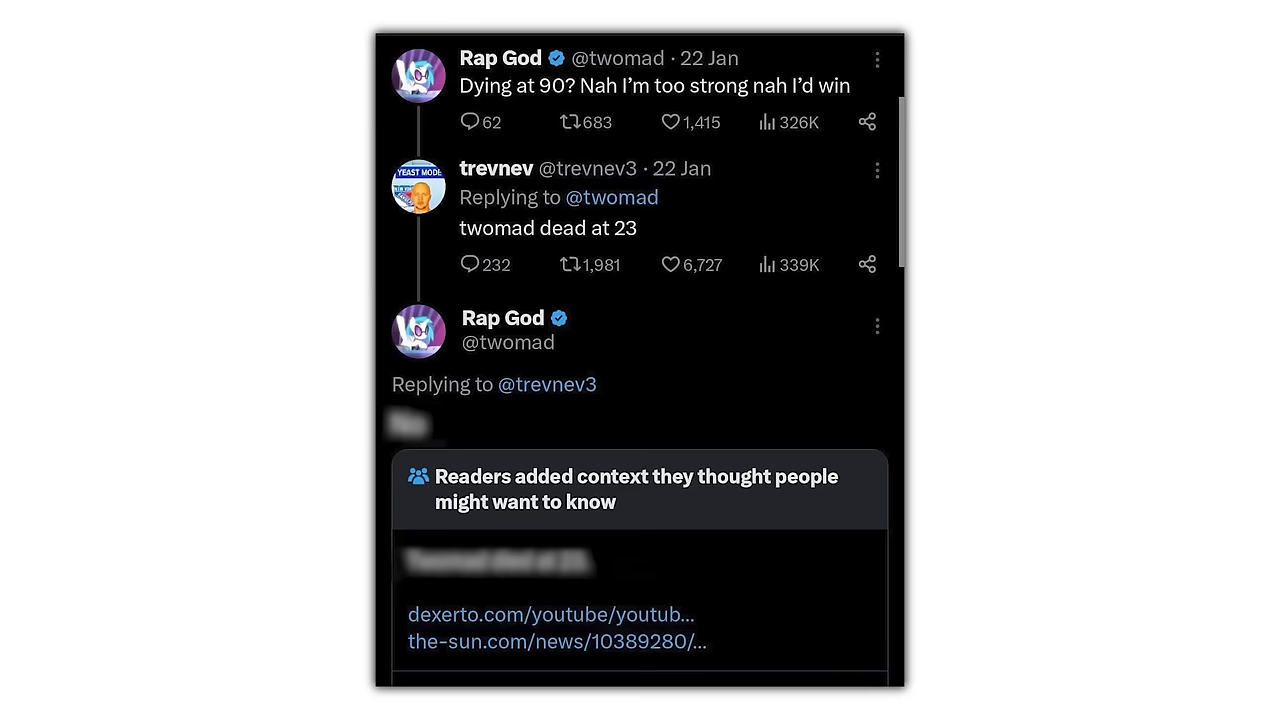 Rap God @twomad · 22 Jan
Dying at 90? Nah I'm too strong nah I'd win
62 683 1,415 326K
YEAST MODE
trevnev @trevnev3 · 22 Jan
Replying to @twomad
twomad dead at 23
232 1,981 6,727 339K
Rap God
@twomad
Replying to @trevnev3
Readers added context they thought people
might want to know
dexerto.com/youtube/youtub...
the-sun.com/news/10389280/...